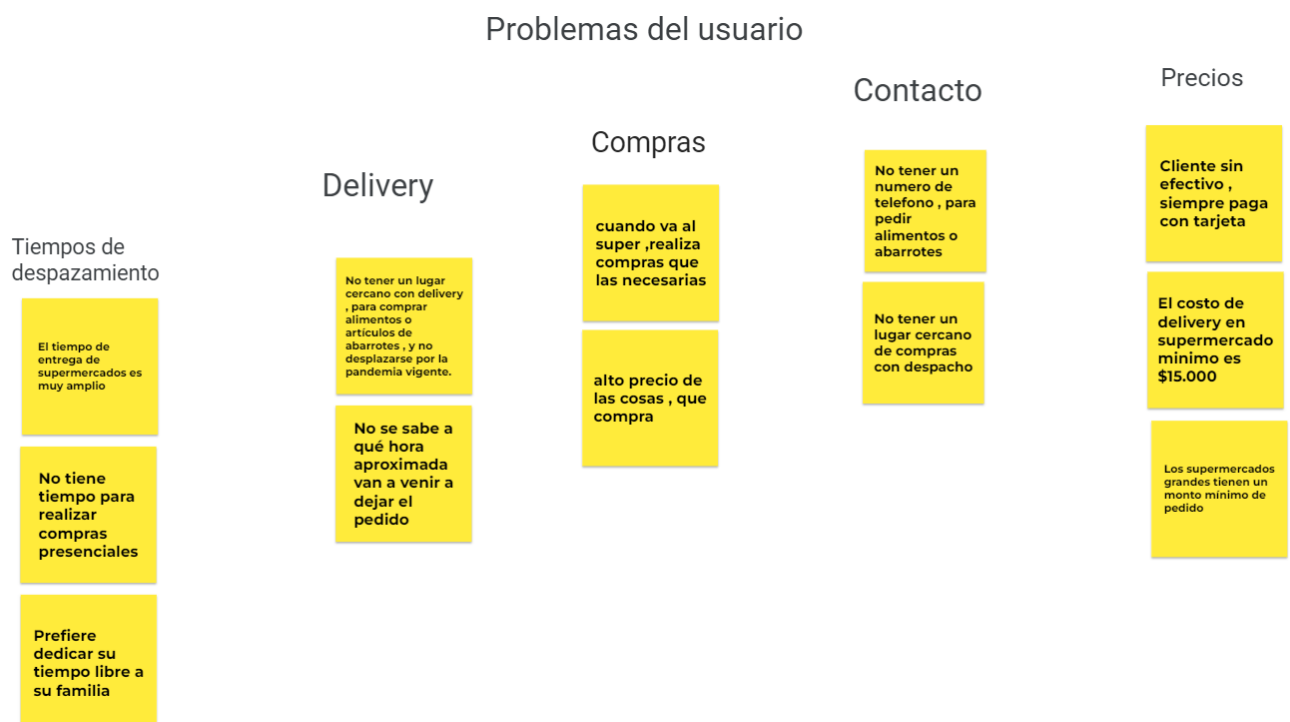 Problemas del usuario
Tiempos de
despazamiento
El tiempo de
entrega de
supermercados es
muy amplio
No tiene
tiempo para
realizar
compras
presenciales
Prefiere
dedicar su
tiempo libre a
su familia
Delivery
No tener un lugar
cercano con delivery
, para comprar
alimentos o
artículos de
abarrotes , y no
desplazarse por la
pandemia vigente.
No se sabe a
qué hora
aproximada
van a venir a
dejar el
pedido
Compras
cuando va al
super ,realiza
compras que
las necesarias
alto precio de
las cosas , que
compra
Contacto
No tener un
numero de
telefono , para
pedir
alimentos o
abarrotes
No tener un
lugar cercano
de compras
con despacho
Precios
Cliente sin
efectivo ,
siempre paga
con tarjeta
El costo de
delivery en
supermercado
minimo es
$15.000
Los supermercados
grandes tienen un
monto mínimo de
pedido